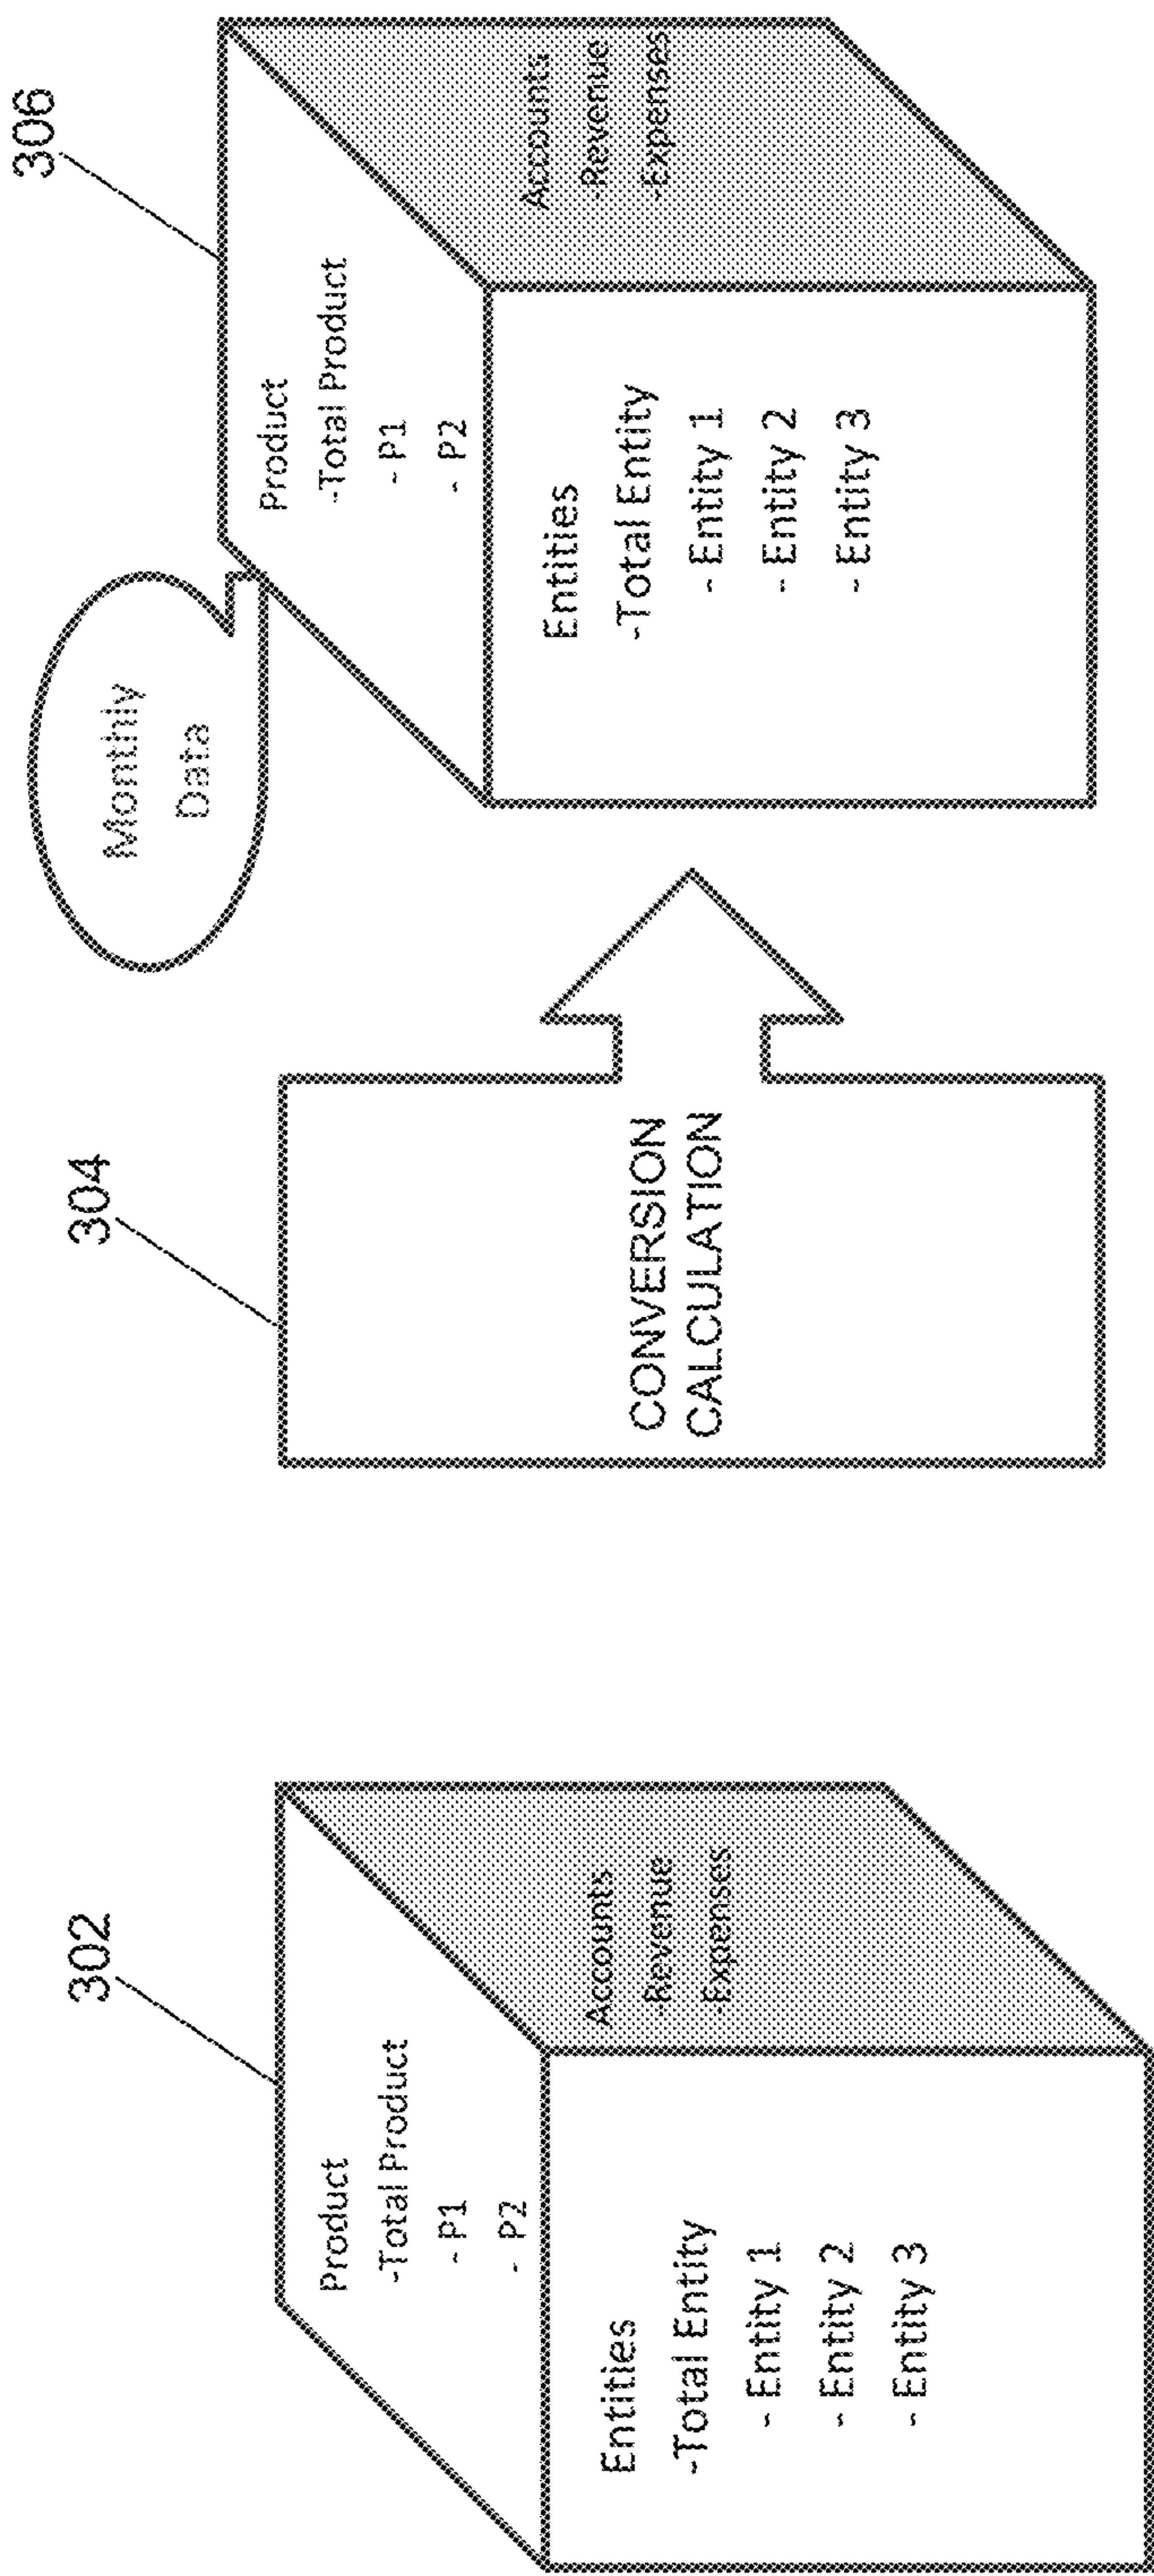 302
Product
-Total Product
- P1
- P2
Entities
-Total Entity
- Entity 1
- Entity 2
- Entity 3
Accounts
-Revenue
-Expenses
304
CONVERSION
CALCULATION
Monthly
Data
306
Product
-Total Product
- P1
- P2
Entities
-Total Entity
- Entity 1
- Entity 2
- Entity 3
Accounts
-Revenue
-Expenses